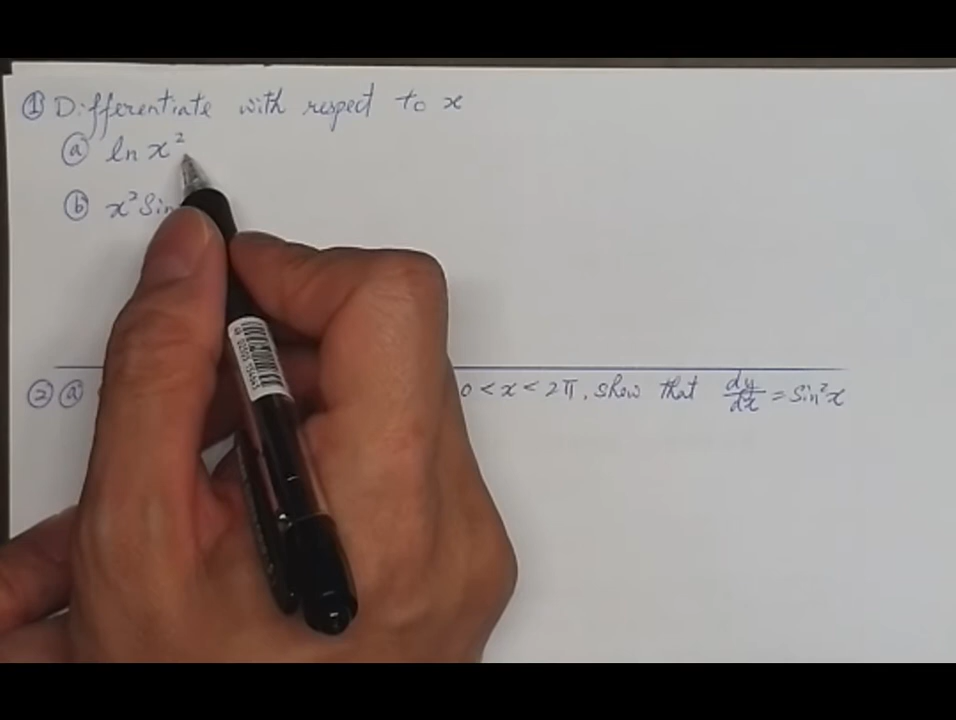 ① Differentiate with respect to x
ⓐ ln x²
ⓑ x² Sin
② ⓐ 0 < x < 2π, show that dy/dx = Sin²x